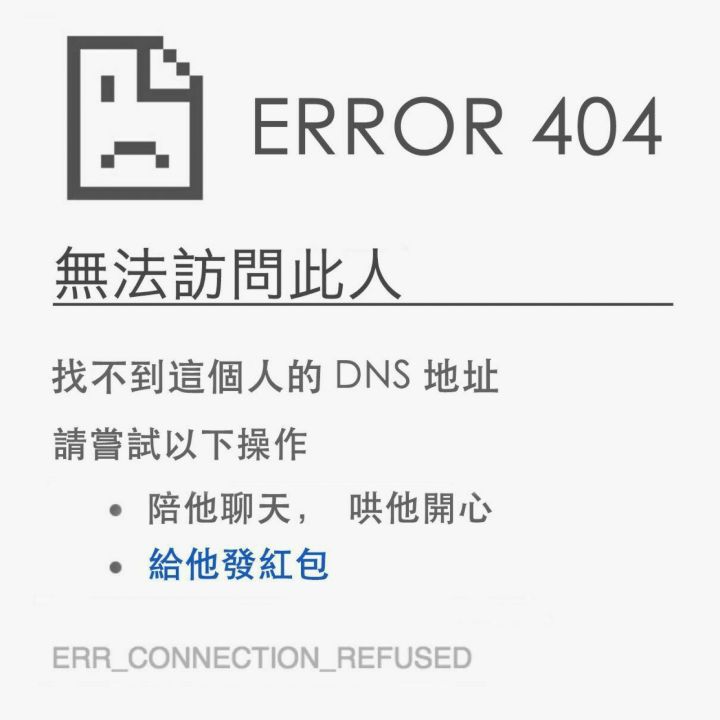 ERROR 404
無法訪問此人
找不到這個人的 DNS 地址
請嘗試以下操作
• 陪他聊天， 哄他開心
• 給他發紅包
ERR_CONNECTION_REFUSED